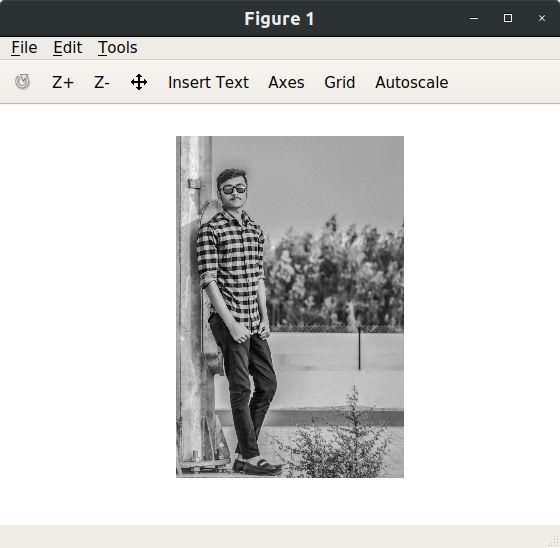 Figure 1
File Edit Tools
Z+ Z- Insert Text Axes Grid Autoscale